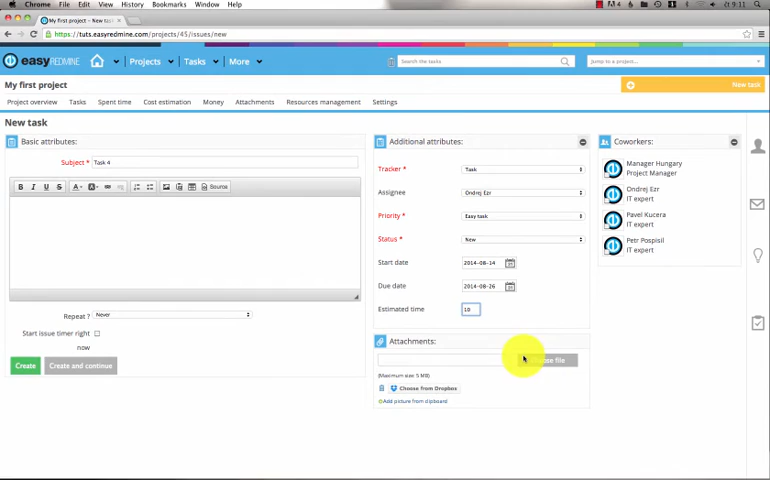 Chrome File Edit View History Bookmarks Window Help
4
9:11
My first project - New task
https://tuts.easyredmine.com/projects/45/issues/new
easyREDMINE Projects Tasks More Search the tasks Jump to a project...
My first project New task
Project overview Tasks Spent time Cost estimation Money Attachments Resources management Settings
New task
Basic attributes: Additional attributes: Coworkers:
Subject * Task 4
Tracker * Task
Manager Hungary
Project Manager
B I U S A A Source
Assignee Ondrej Ezr
Ondrej Ezr
IT expert
Priority * Easy task
Pavel Kucera
IT expert
Status * New
Petr Pospisil
IT expert
Start date 2014-08-14
Due date 2014-08-26
Estimated time 10
Repeat ? Never
Start issue timer right
now
Attachments:
file
Create Create and continue
(Maximum size: 5 MB)
Choose from Dropbox
Add picture from clipboard